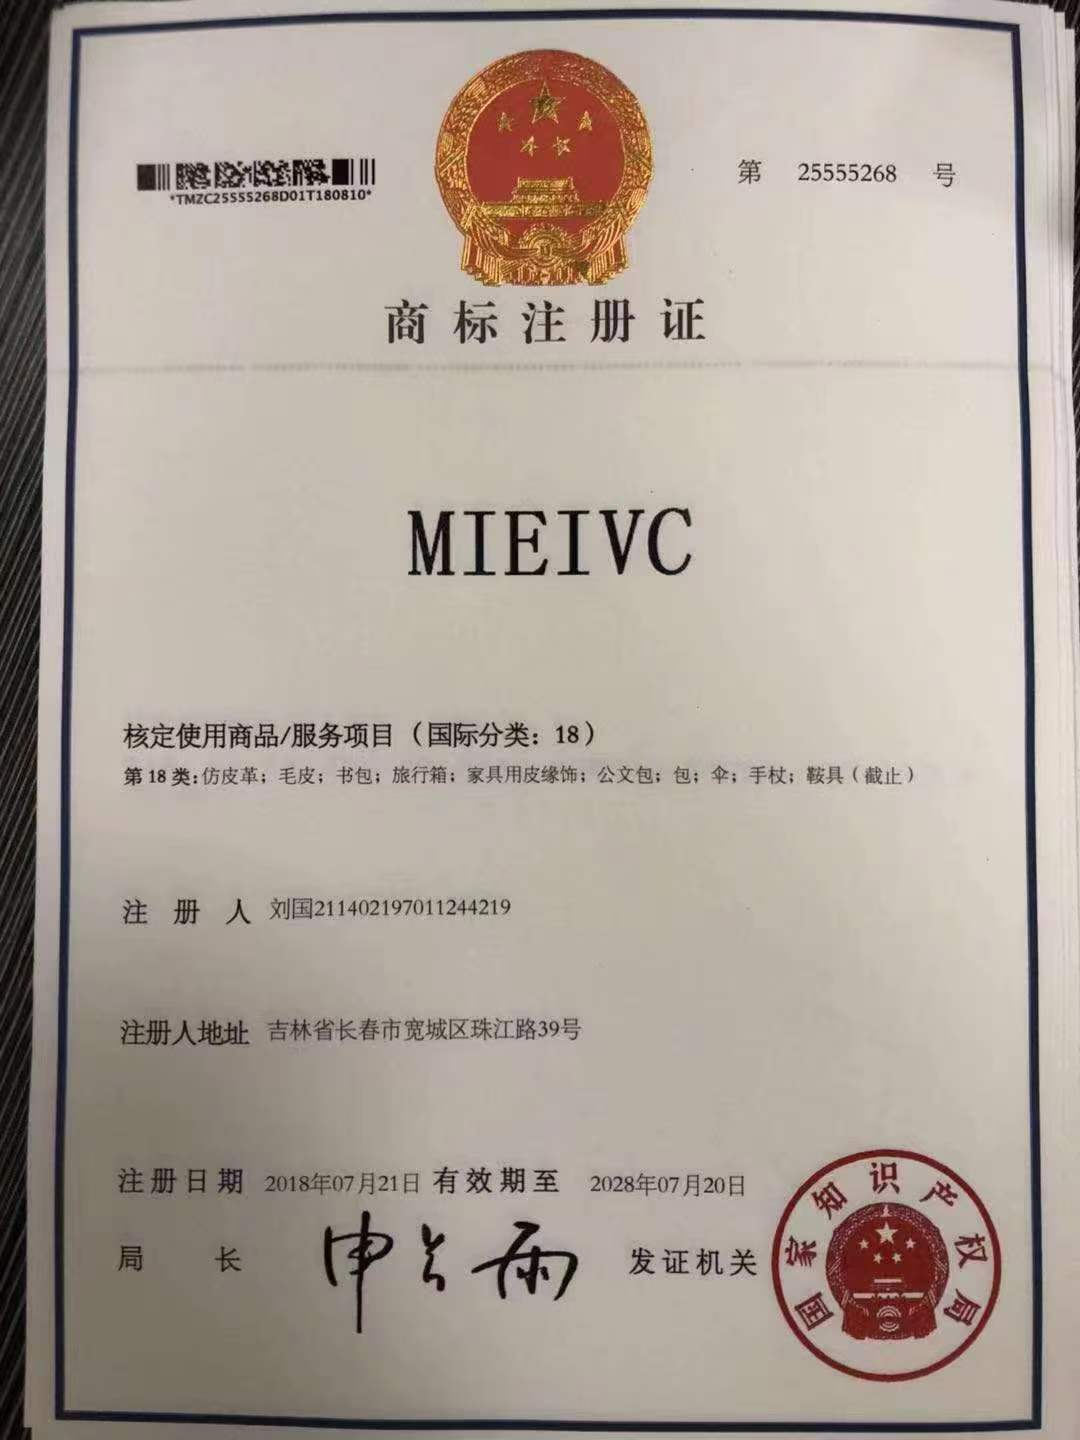 第 25555268 号
*TMZC25555268D01T180810*
商标注册证
MIEIVC
核定使用商品/服务项目（国际分类：18）
第 18 类：仿皮革；毛皮；书包；旅行箱；家具用皮缘饰；公文包；包；伞；手杖；鞍具（截止）
注册人 刘国211402197011244219
注册人地址 吉林省长春市宽城区珠江路39号
注册日期 2018年07月21日 有效期至 2028年07月20日
局长 申长雨 发证机关
国家知识产权局